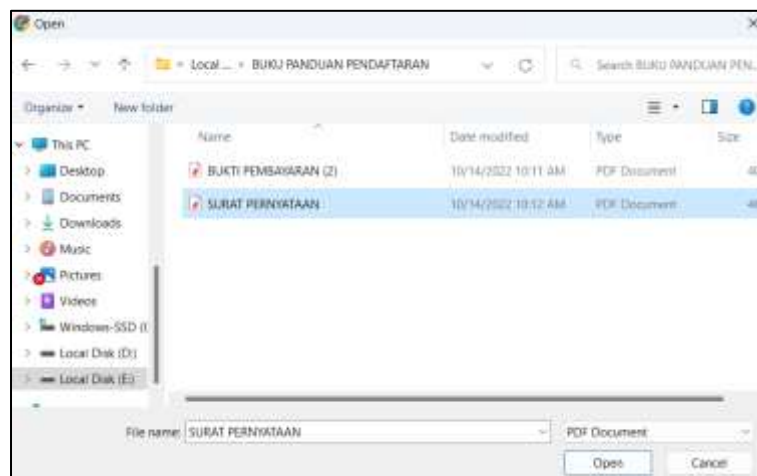 Open
Local ... BUKU PANDUAN PENDAFTARAN
Search BUKU PANDUAN PEN...
Organize New folder
Name Date modified Type Size
BUKTI PEMBAYARAN (2) 10/14/2022 10:11 AM PDF Document
SURAT PERNYATAAN 10/14/2022 10:12 AM PDF Document
This PC
Desktop
Documents
Downloads
Music
Pictures
Videos
Windows-SSD (
Local Disk (D:)
Local Disk (E:)
File name: SURAT PERNYATAAN PDF Document
Open Cancel